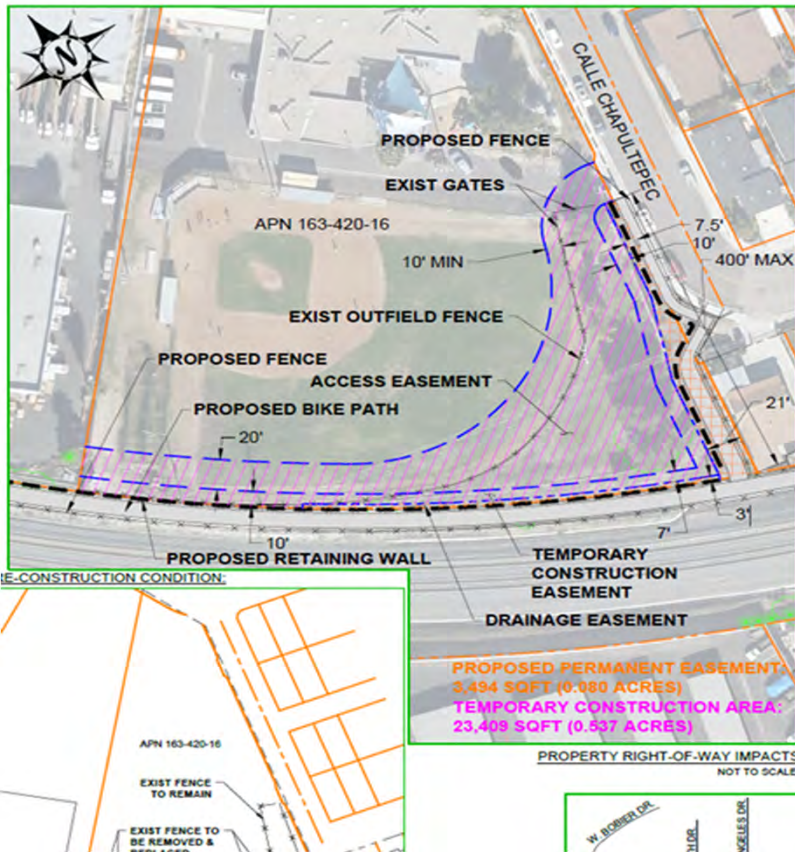 N
CALLE CHAPULTEPEC
PROPOSED FENCE
EXIST GATES
APN 163-420-16
7.5'
10'
400' MAX
10' MIN
EXIST OUTFIELD FENCE
PROPOSED FENCE
ACCESS EASEMENT
PROPOSED BIKE PATH
20'
21'
10'
7'
3'
PROPOSED RETAINING WALL
TEMPORARY
CONSTRUCTION
EASEMENT
DRAINAGE EASEMENT
PROPOSED PERMANENT EASEMENT:
3,494 SQFT (0.080 ACRES)
TEMPORARY CONSTRUCTION AREA:
23,409 SQFT (0.537 ACRES)
RE-CONSTRUCTION CONDITION:
PROPERTY RIGHT-OF-WAY IMPACTS
NOT TO SCALE
APN 163-420-16
EXIST FENCE
TO REMAIN
EXIST FENCE TO
BE REMOVED &
W. BOBIER DR.